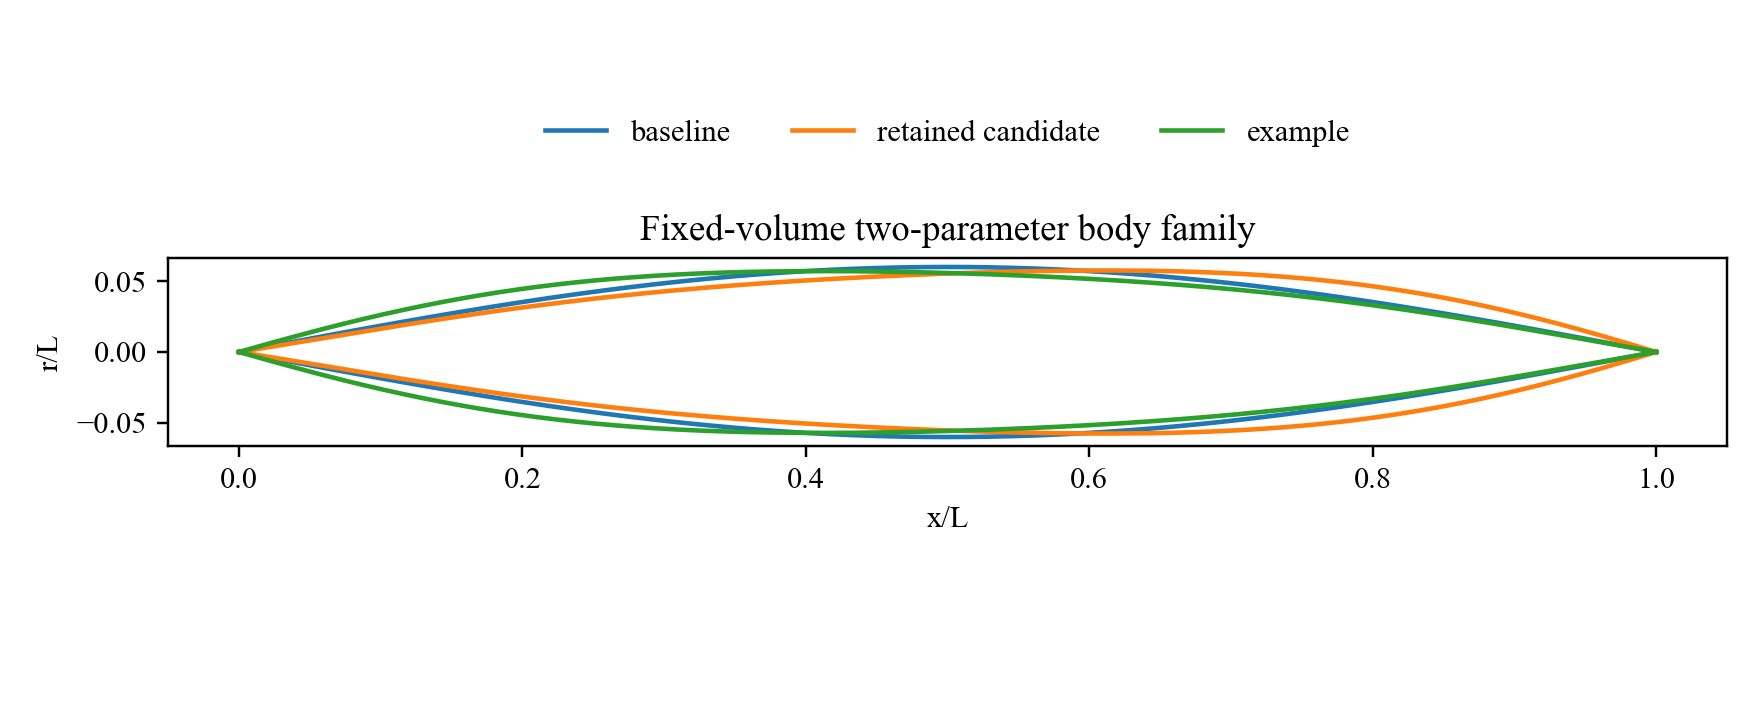 baseline retained candidate example
Fixed-volume two-parameter body family
r/L
0.05
0.00
−0.05
0.0 0.2 0.4 0.6 0.8 1.0
x/L